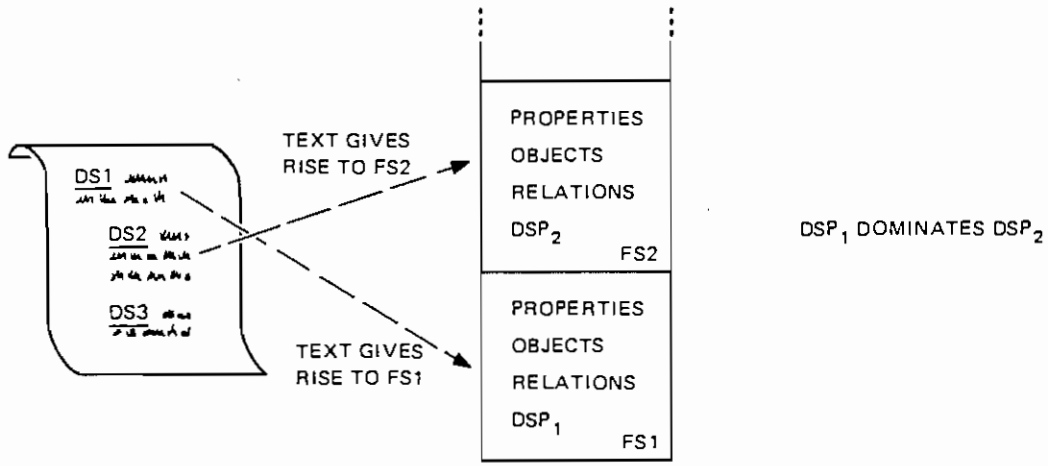 DS1
DS2
DS3
TEXT GIVES
RISE TO FS2
TEXT GIVES
RISE TO FS1
PROPERTIES
OBJECTS
RELATIONS
DSP2
FS2
PROPERTIES
OBJECTS
RELATIONS
DSP1
FS1
DSP1 DOMINATES DSP2